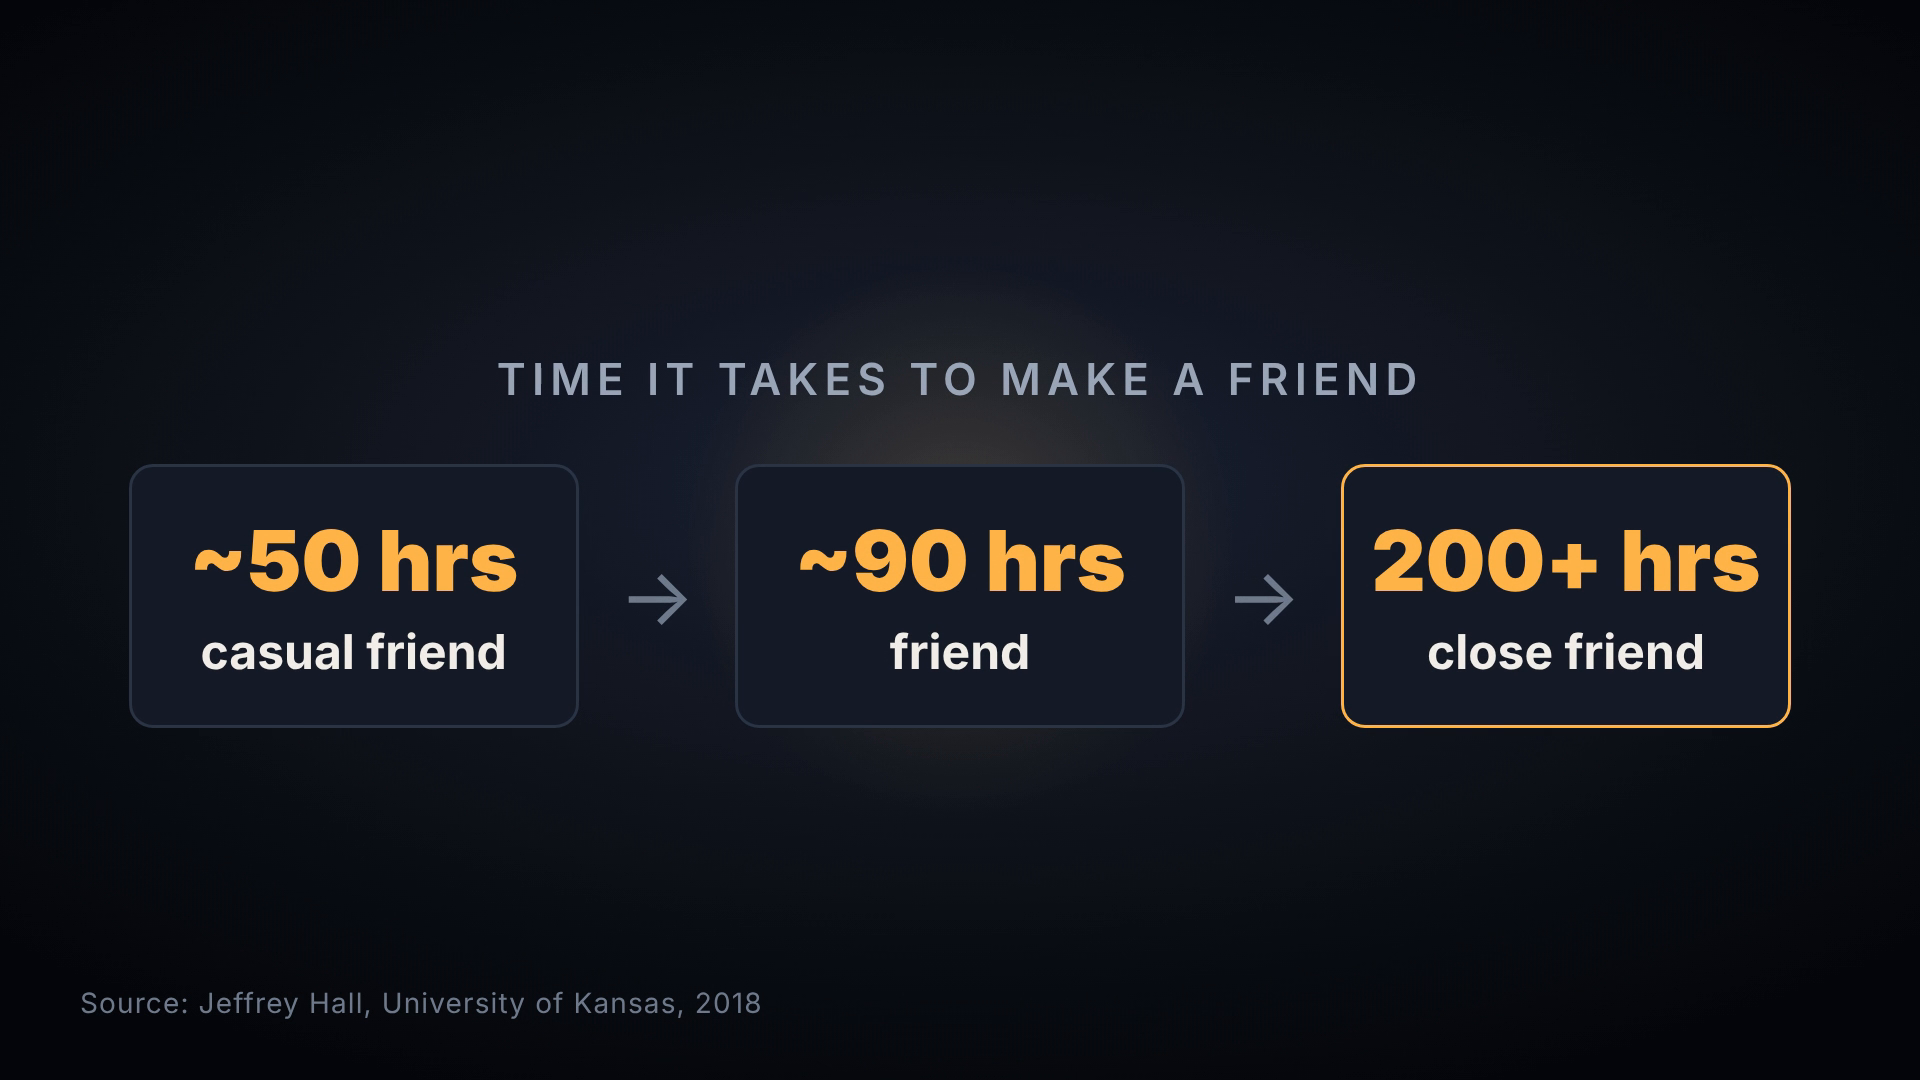 TIME IT TAKES TO MAKE A FRIEND
~50 hrs
casual friend
→
~90 hrs
friend
→
200+ hrs
close friend
Source: Jeffrey Hall, University of Kansas, 2018